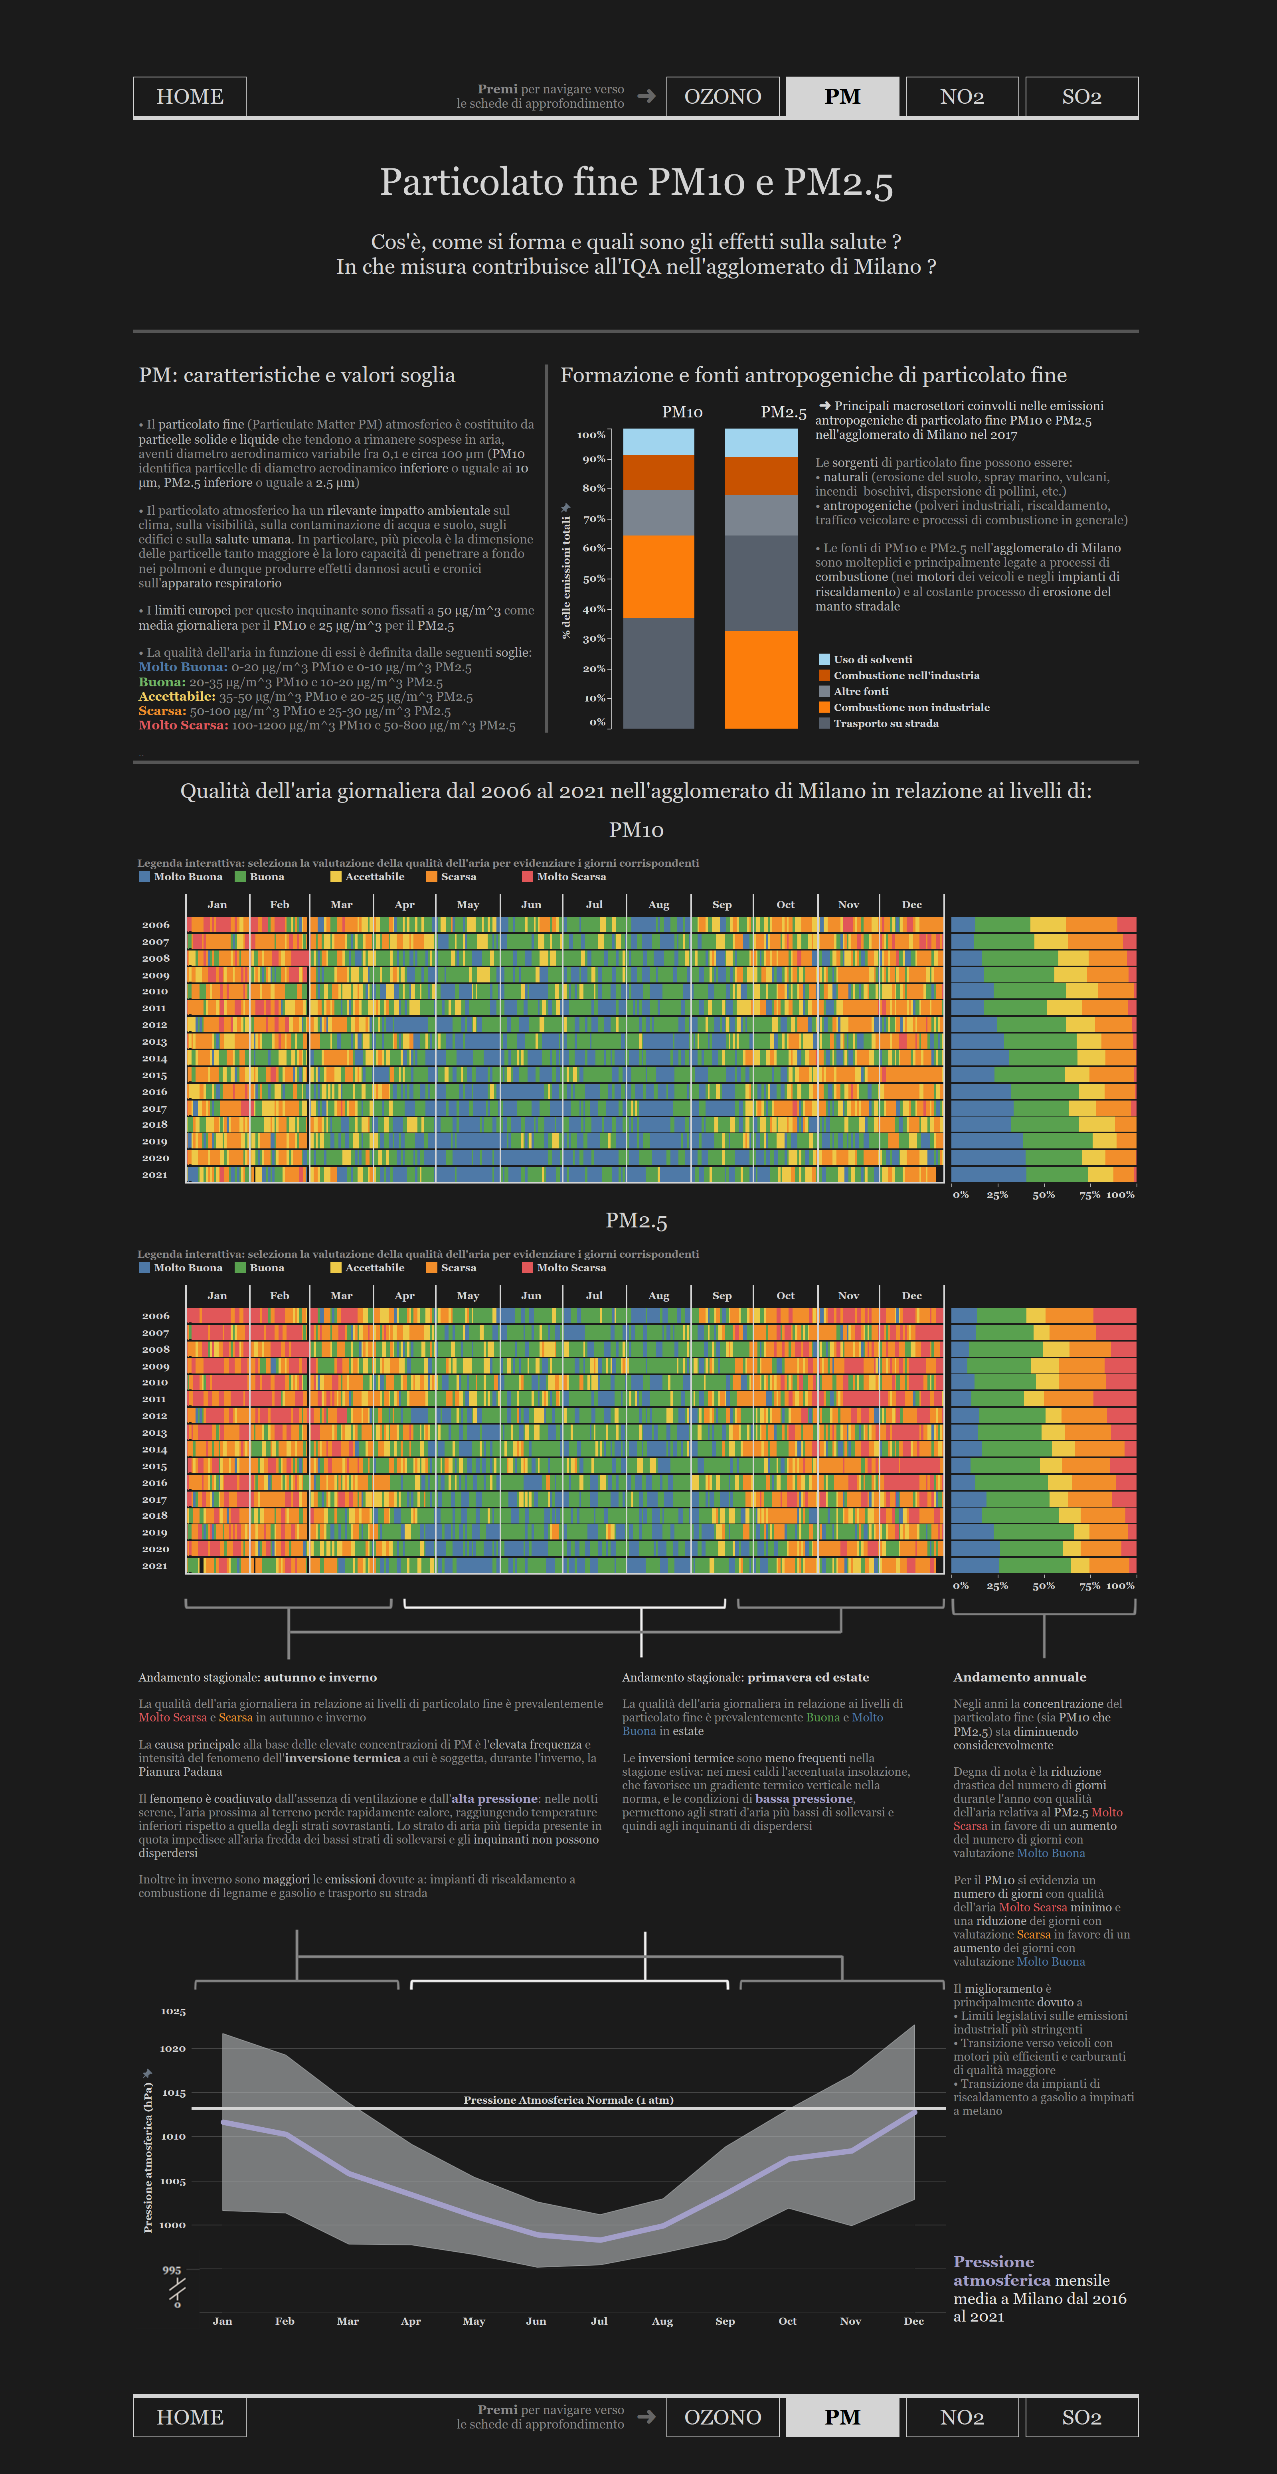 HOME
Premi per navigare verso
le schede di approfondimento
➔
OZONO
PM
NO2
SO2
Particolato fine PM10 e PM2.5
Cos'è, come si forma e quali sono gli effetti sulla salute ?
In che misura contribuisce all'IQA nell'agglomerato di Milano ?
PM: caratteristiche e valori soglia
• Il particolato fine (Particulate Matter PM) atmosferico è costituito da
particelle solide e liquide che tendono a rimanere sospese in aria,
aventi diametro aerodinamico variabile fra 0,1 e circa 100 µm (PM10
identifica particelle di diametro aerodinamico inferiore o uguale ai 10
µm, PM2.5 inferiore o uguale a 2.5 µm)
• Il particolato atmosferico ha un rilevante impatto ambientale sul
clima, sulla visibilità, sulla contaminazione di acqua e suolo, sugli
edifici e sulla salute umana. In particolare, più piccola è la dimensione
delle particelle tanto maggiore è la loro capacità di penetrare a fondo
nei polmoni e dunque produrre effetti dannosi acuti e cronici
sull'apparato respiratorio
• I limiti europei per questo inquinante sono fissati a 50 µg/m^3 come
media giornaliera per il PM10 e 25 µg/m^3 per il PM2.5
• La qualità dell'aria in funzione di essi è definita dalle seguenti soglie:
Molto Buona: 0-20 µg/m^3 PM10 e 0-10 µg/m^3 PM2.5
Buona: 20-35 µg/m^3 PM10 e 10-20 µg/m^3 PM2.5
Accettabile: 35-50 µg/m^3 PM10 e 20-25 µg/m^3 PM2.5
Scarsa: 50-100 µg/m^3 PM10 e 25-30 µg/m^3 PM2.5
Molto Scarsa: 100-1200 µg/m^3 PM10 e 50-800 µg/m^3 PM2.5
Formazione e fonti antropogeniche di particolato fine
PM10
PM2.5
100%
90%
80%
70%
60%
50%
40%
30%
20%
10%
0%
% delle emissioni totali
➔ Principali macrosettori coinvolti nelle emissioni
antropogeniche di particolato fine PM10 e PM2.5
nell'agglomerato di Milano nel 2017
Le sorgenti di particolato fine possono essere:
• naturali (erosione del suolo, spray marino, vulcani,
incendi boschivi, dispersione di pollini, etc.)
• antropogeniche (polveri industriali, riscaldamento,
traffico veicolare e processi di combustione in generale)
• Le fonti di PM10 e PM2.5 nell'agglomerato di Milano
sono molteplici e principalmente legate a processi di
combustione (nei motori dei veicoli e negli impianti di
riscaldamento) e al costante processo di erosione del
manto stradale
Uso di solventi
Combustione nell'industria
Altre fonti
Combustione non industriale
Trasporto su strada
Qualità dell'aria giornaliera dal 2006 al 2021 nell'agglomerato di Milano in relazione ai livelli di:
PM10
Legenda interattiva: seleziona la valutazione della qualità dell'aria per evidenziare i giorni corrispondenti
Molto Buona Buona Accettabile Scarsa Molto Scarsa
Jan Feb Mar Apr May Jun Jul Aug Sep Oct Nov Dec
2006
2007
2008
2009
2010
2011
2012
2013
2014
2015
2016
2017
2018
2019
2020
2021
0% 25% 50% 75% 100%
PM2.5
Legenda interattiva: seleziona la valutazione della qualità dell'aria per evidenziare i giorni corrispondenti
Molto Buona Buona Accettabile Scarsa Molto Scarsa
Jan Feb Mar Apr May Jun Jul Aug Sep Oct Nov Dec
2006
2007
2008
2009
2010
2011
2012
2013
2014
2015
2016
2017
2018
2019
2020
2021
0% 25% 50% 75% 100%
Andamento stagionale: autunno e inverno
La qualità dell'aria giornaliera in relazione ai livelli di particolato fine è prevalentemente
Molto Scarsa e Scarsa in autunno e inverno
La causa principale alla base delle elevate concentrazioni di PM è l'elevata frequenza e
intensità del fenomeno dell'inversione termica a cui è soggetta, durante l'inverno, la
Pianura Padana
Il fenomeno è coadiuvato dall'assenza di ventilazione e dall'alta pressione: nelle notti
serene, l'aria prossima al terreno perde rapidamente calore, raggiungendo temperature
inferiori rispetto a quella degli strati sovrastanti. Lo strato di aria più tiepida presente in
quota impedisce all'aria fredda dei bassi strati di sollevarsi e gli inquinanti non possono
disperdersi
Inoltre in inverno sono maggiori le emissioni dovute a: impianti di riscaldamento a
combustione di legname e gasolio e trasporto su strada
Andamento stagionale: primavera ed estate
La qualità dell'aria giornaliera in relazione ai livelli di
particolato fine è prevalentemente Buona e Molto
Buona in estate
Le inversioni termice sono meno frequenti nella
stagione estiva: nei mesi caldi l'accentuata insolazione,
che favorisce un gradiente termico verticale nella
norma, e le condizioni di bassa pressione,
permettono agli strati d'aria più bassi di sollevarsi e
quindi agli inquinanti di disperdersi
Andamento annuale
Negli anni la concentrazione del
particolato fine (sia PM10 che
PM2.5) sta diminuendo
considerevolmente
Degna di nota è la riduzione
drastica del numero di giorni
durante l'anno con qualità
dell'aria relativa al PM2.5 Molto
Scarsa in favore di un aumento
del numero di giorni con
valutazione Molto Buona
Per il PM10 si evidenzia un
numero di giorni con qualità
dell'aria Molto Scarsa minimo e
una riduzione dei giorni con
valutazione Scarsa in favore di un
aumento dei giorni con
valutazione Molto Buona
Il miglioramento è
principalmente dovuto a
• Limiti legislativi sulle emissioni
industriali più stringenti
• Transizione verso veicoli con
motori più efficienti e carburanti
di qualità maggiore
• Transizione da impianti di
riscaldamento a gasolio a impinati
a metano
1025
1020
1015
1010
1005
1000
995
0
Pressione atmosferica (hPa)
Pressione Atmosferica Normale (1 atm)
Jan Feb Mar Apr May Jun Jul Aug Sep Oct Nov Dec
Pressione
atmosferica mensile
media a Milano dal 2016
al 2021
HOME
Premi per navigare verso
le schede di approfondimento
➔
OZONO
PM
NO2
SO2